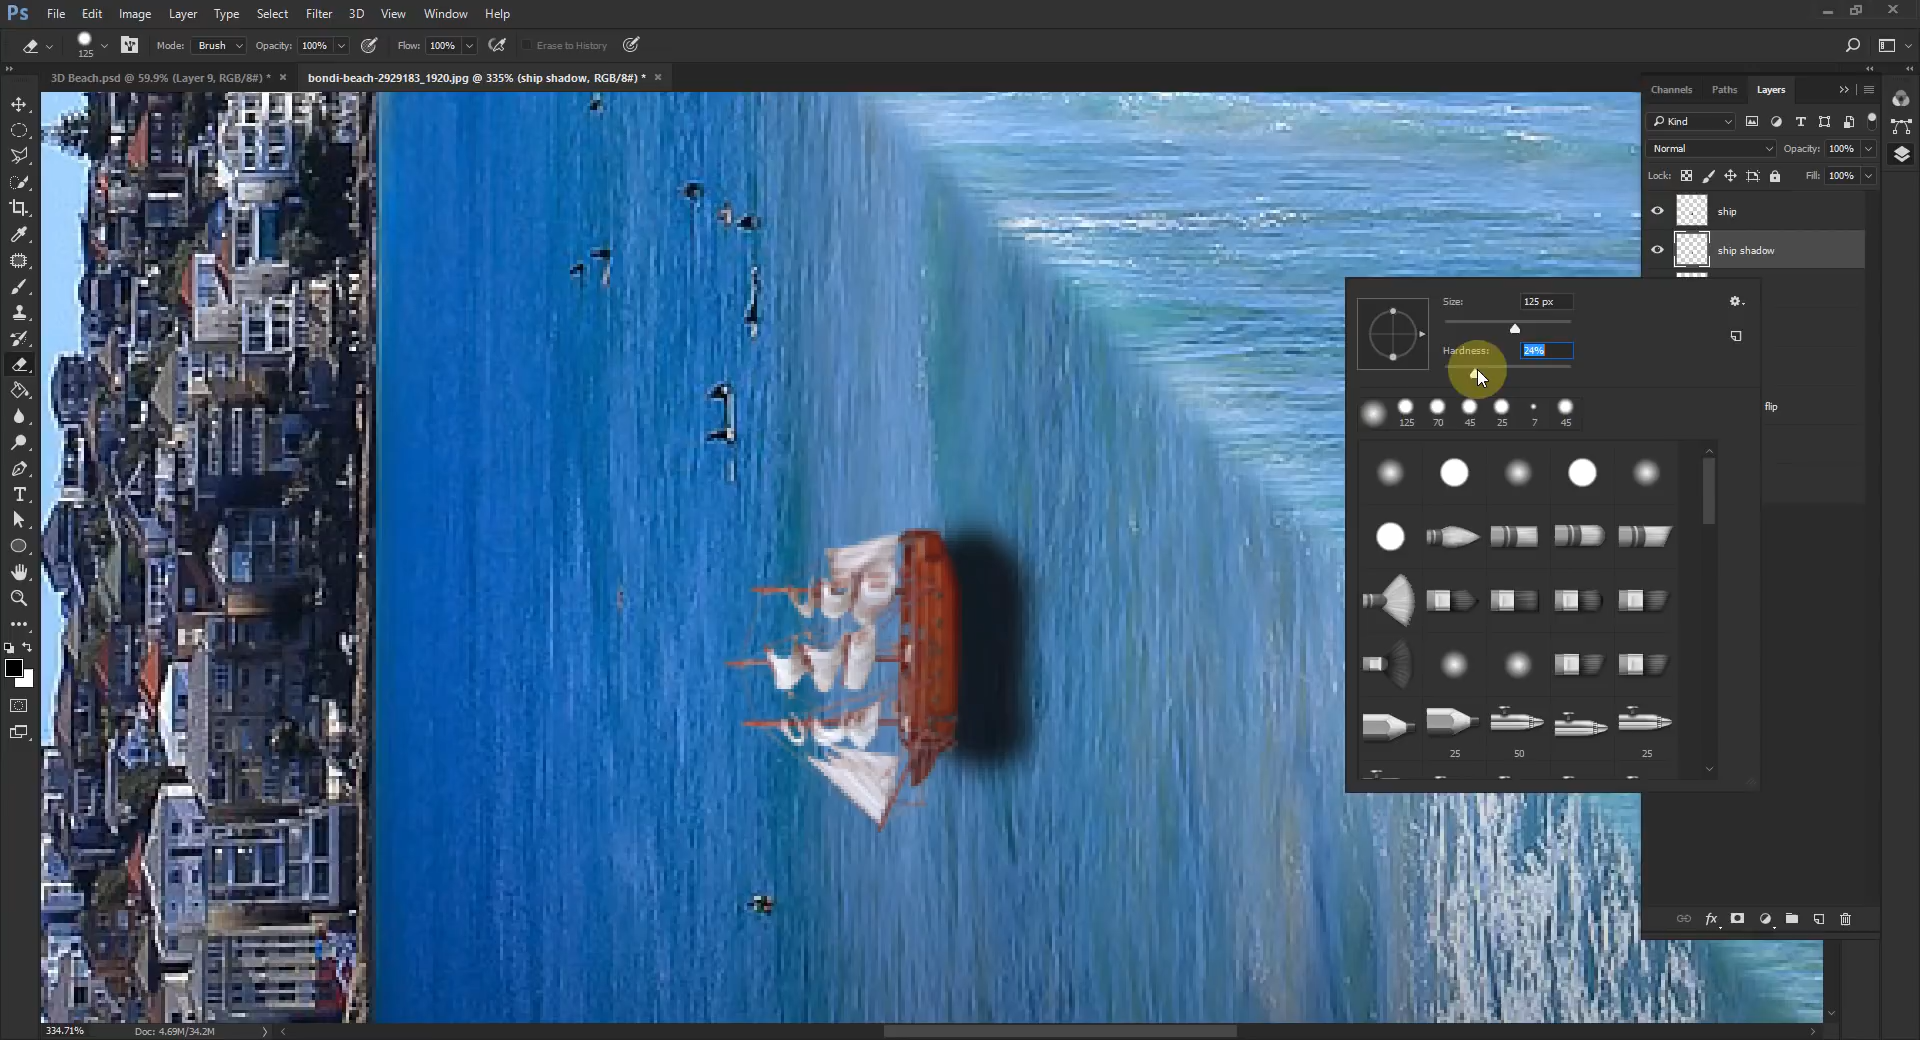 Ps File Edit Image Layer Type Select Filter 3D View Window Help
125 Mode: Brush Opacity: 100% Flow: 100% Erase to History
3D Beach.psd @ 59.9% (Layer 9, RGB/8#) * × bondi-beach-2929183_1920.jpg @ 335% (ship shadow, RGB/8#) * ×
Channels Paths Layers
Kind
Normal Opacity: 100%
Lock: Fill: 100%
ship
ship shadow
Size: 125 px
Hardness: 24%
flip
125 70 45 25 7 45
25 50 25
334.71% Doc: 4.69M/34.2M